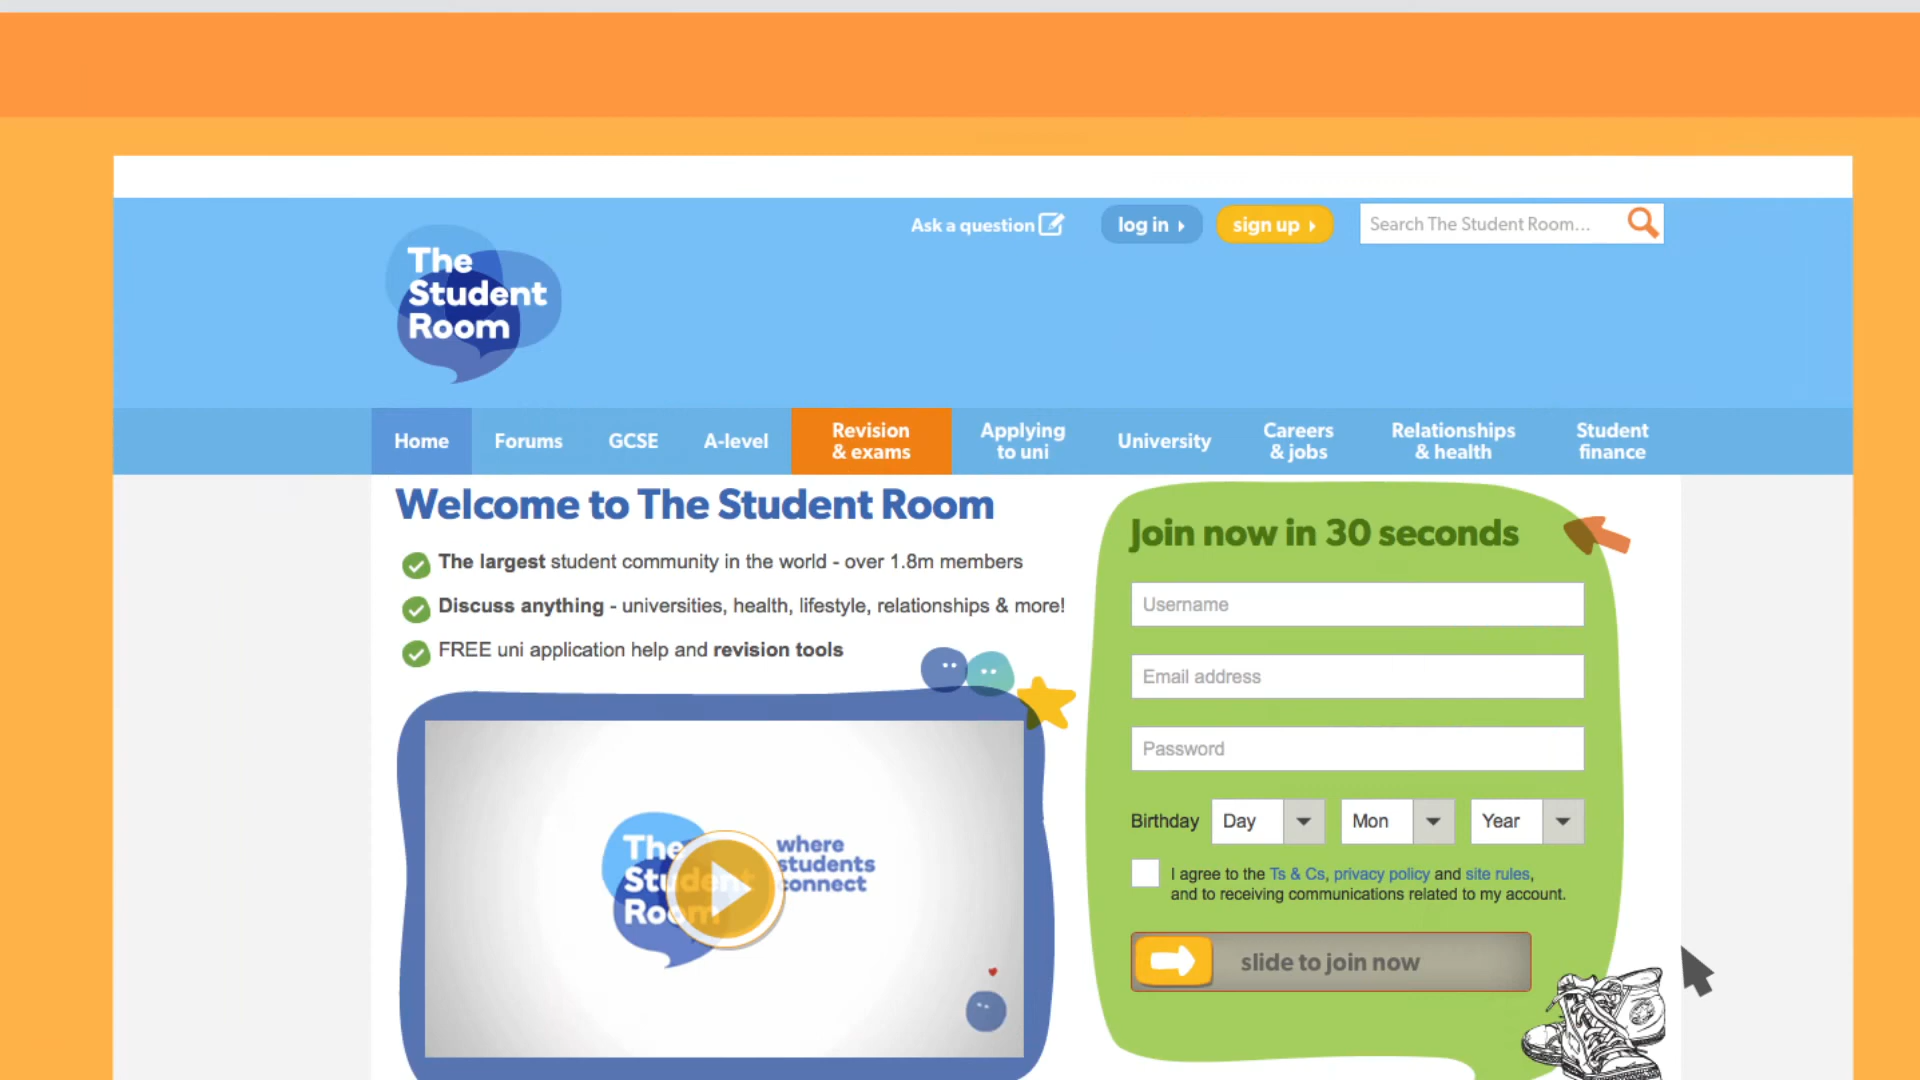 Ask a question
log in
sign up
Search The Student Room...
The
Student
Room
Home
Forums
GCSE
A-level
Revision
& exams
Applying
to uni
University
Careers
& jobs
Relationships
& health
Student
finance
Welcome to The Student Room
The largest student community in the world - over 1.8m members
Discuss anything - universities, health, lifestyle, relationships & more!
FREE uni application help and revision tools
The
Student
Room
where
students
connect
Join now in 30 seconds
Username
Email address
Password
Birthday
Day
Mon
Year
I agree to the Ts & Cs, privacy policy and site rules,
and to receiving communications related to my account.
slide to join now